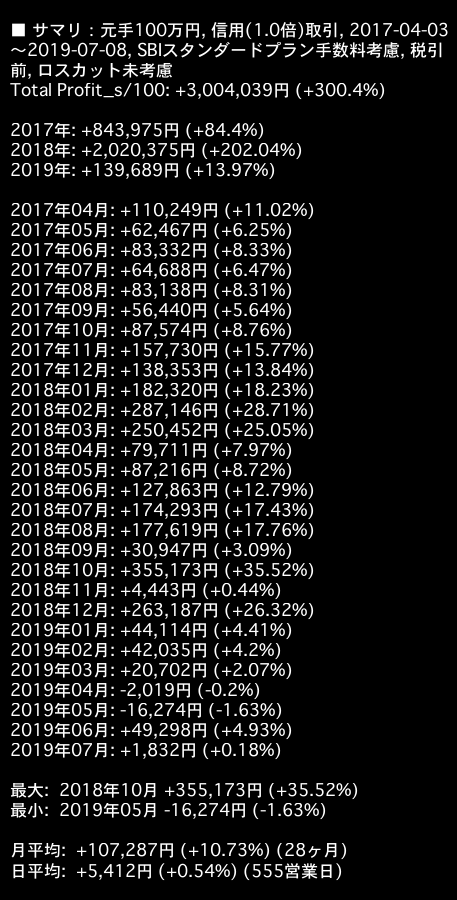 ■ サマリ：元手100万円, 信用(1.0倍)取引, 2017-04-03
～2019-07-08, SBIスタンダードプラン手数料考慮, 税引
前, ロスカット未考慮
Total Profit_s/100: +3,004,039円 (+300.4%)
2017年: +843,975円 (+84.4%)
2018年: +2,020,375円 (+202.04%)
2019年: +139,689円 (+13.97%)
2017年04月: +110,249円 (+11.02%)
2017年05月: +62,467円 (+6.25%)
2017年06月: +83,332円 (+8.33%)
2017年07月: +64,688円 (+6.47%)
2017年08月: +83,138円 (+8.31%)
2017年09月: +56,440円 (+5.64%)
2017年10月: +87,574円 (+8.76%)
2017年11月: +157,730円 (+15.77%)
2017年12月: +138,353円 (+13.84%)
2018年01月: +182,320円 (+18.23%)
2018年02月: +287,146円 (+28.71%)
2018年03月: +250,452円 (+25.05%)
2018年04月: +79,711円 (+7.97%)
2018年05月: +87,216円 (+8.72%)
2018年06月: +127,863円 (+12.79%)
2018年07月: +174,293円 (+17.43%)
2018年08月: +177,619円 (+17.76%)
2018年09月: +30,947円 (+3.09%)
2018年10月: +355,173円 (+35.52%)
2018年11月: +4,443円 (+0.44%)
2018年12月: +263,187円 (+26.32%)
2019年01月: +44,114円 (+4.41%)
2019年02月: +42,035円 (+4.2%)
2019年03月: +20,702円 (+2.07%)
2019年04月: -2,019円 (-0.2%)
2019年05月: -16,274円 (-1.63%)
2019年06月: +49,298円 (+4.93%)
2019年07月: +1,832円 (+0.18%)
最大: 2018年10月 +355,173円 (+35.52%)
最小: 2019年05月 -16,274円 (-1.63%)
月平均: +107,287円 (+10.73%) (28ヶ月)
日平均: +5,412円 (+0.54%) (555営業日)